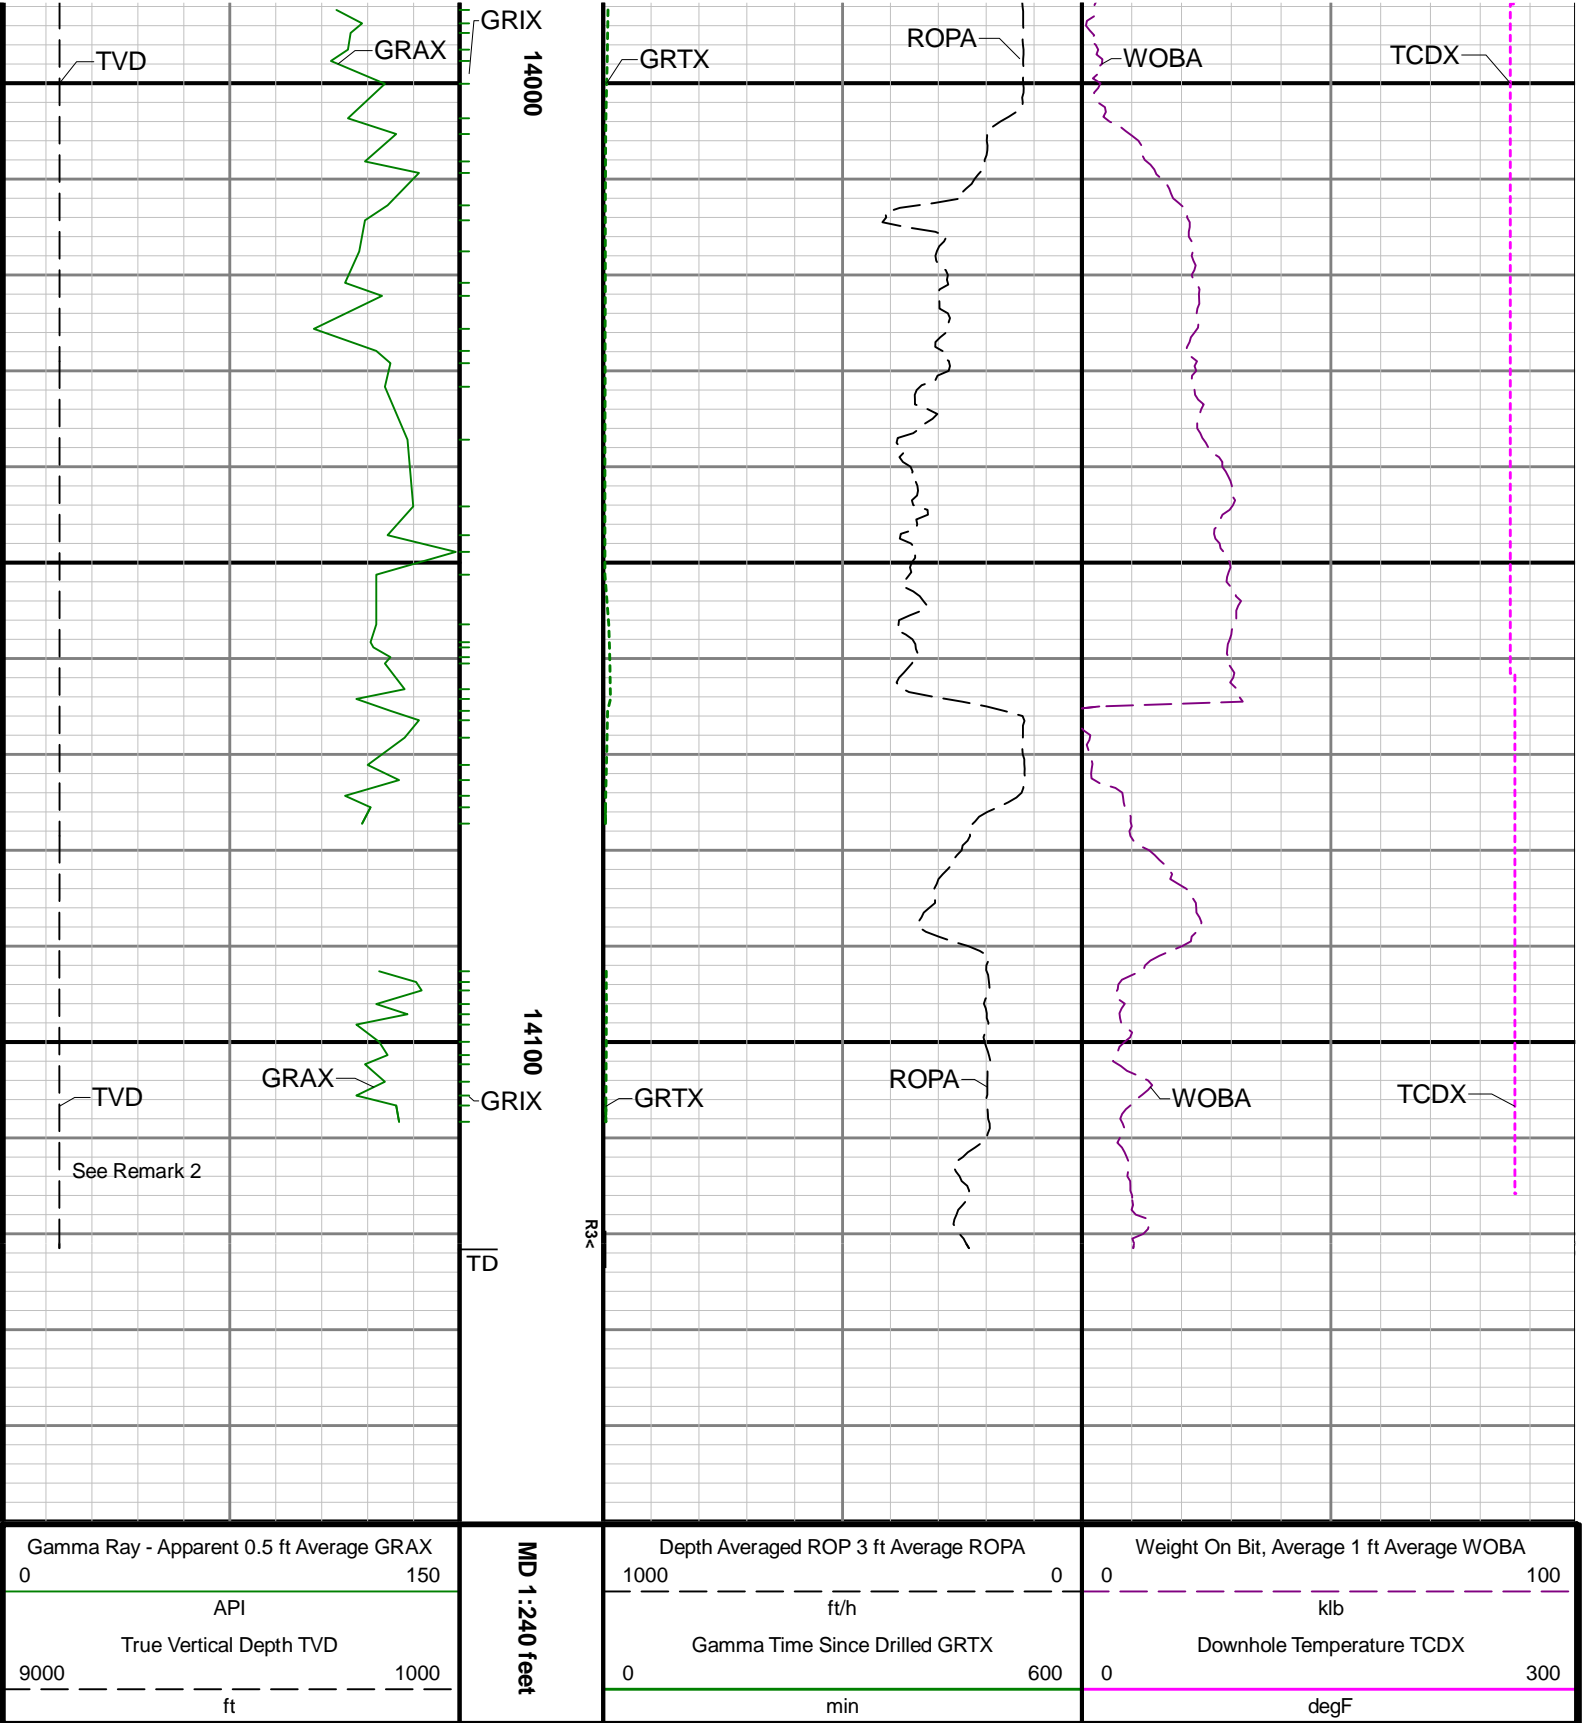 GRIX
TVD
GRAX
14000
GRTX
ROPA
WOBA
TCDX
14100
GRAX
TVD
GRIX
GRTX
ROPA
WOBA
TCDX
See Remark 2
R3<
TD
Gamma Ray - Apparent 0.5 ft Average GRAX
0 150
API
True Vertical Depth TVD
9000 1000
ft
MD 1:240 feet
Depth Averaged ROP 3 ft Average ROPA
1000 0
ft/h
Gamma Time Since Drilled GRTX
0 600
min
Weight On Bit, Average 1 ft Average WOBA
0 100
klb
Downhole Temperature TCDX
0 300
degF